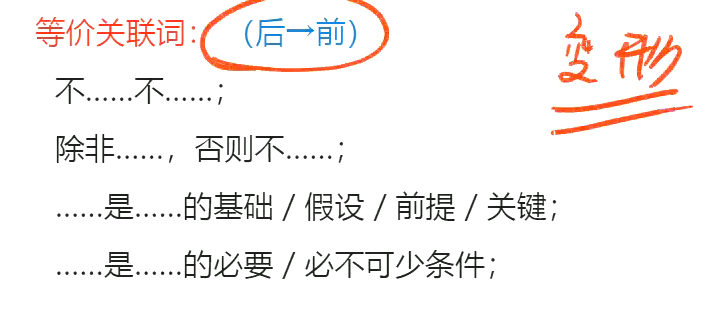 等价关联词：（后→前）
变形
不……不……；
除非……，否则不……；
……是……的基础 / 假设 / 前提 / 关键；
……是……的必要 / 必不可少条件；